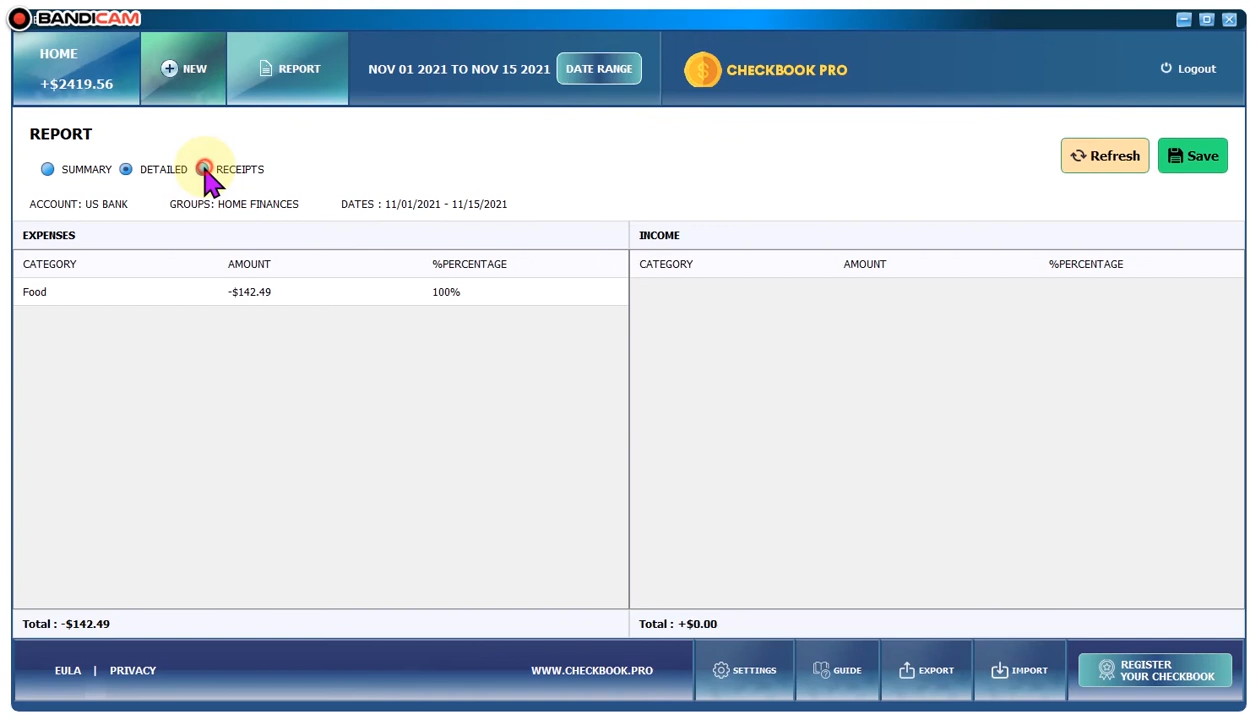 BANDICAM
HOME
+$2419.56
NEW
REPORT
NOV 01 2021 TO NOV 15 2021
DATE RANGE
CHECKBOOK PRO
Logout
REPORT
SUMMARY DETAILED RECEIPTS
Refresh
Save
ACCOUNT: US BANK GROUPS: HOME FINANCES DATES : 11/01/2021 - 11/15/2021
EXPENSES INCOME
CATEGORY AMOUNT %PERCENTAGE CATEGORY AMOUNT %PERCENTAGE
Food -$142.49 100%
Total : -$142.49 Total : +$0.00
EULA | PRIVACY
WWW.CHECKBOOK.PRO
SETTINGS
GUIDE
EXPORT
IMPORT
REGISTER
YOUR CHECKBOOK